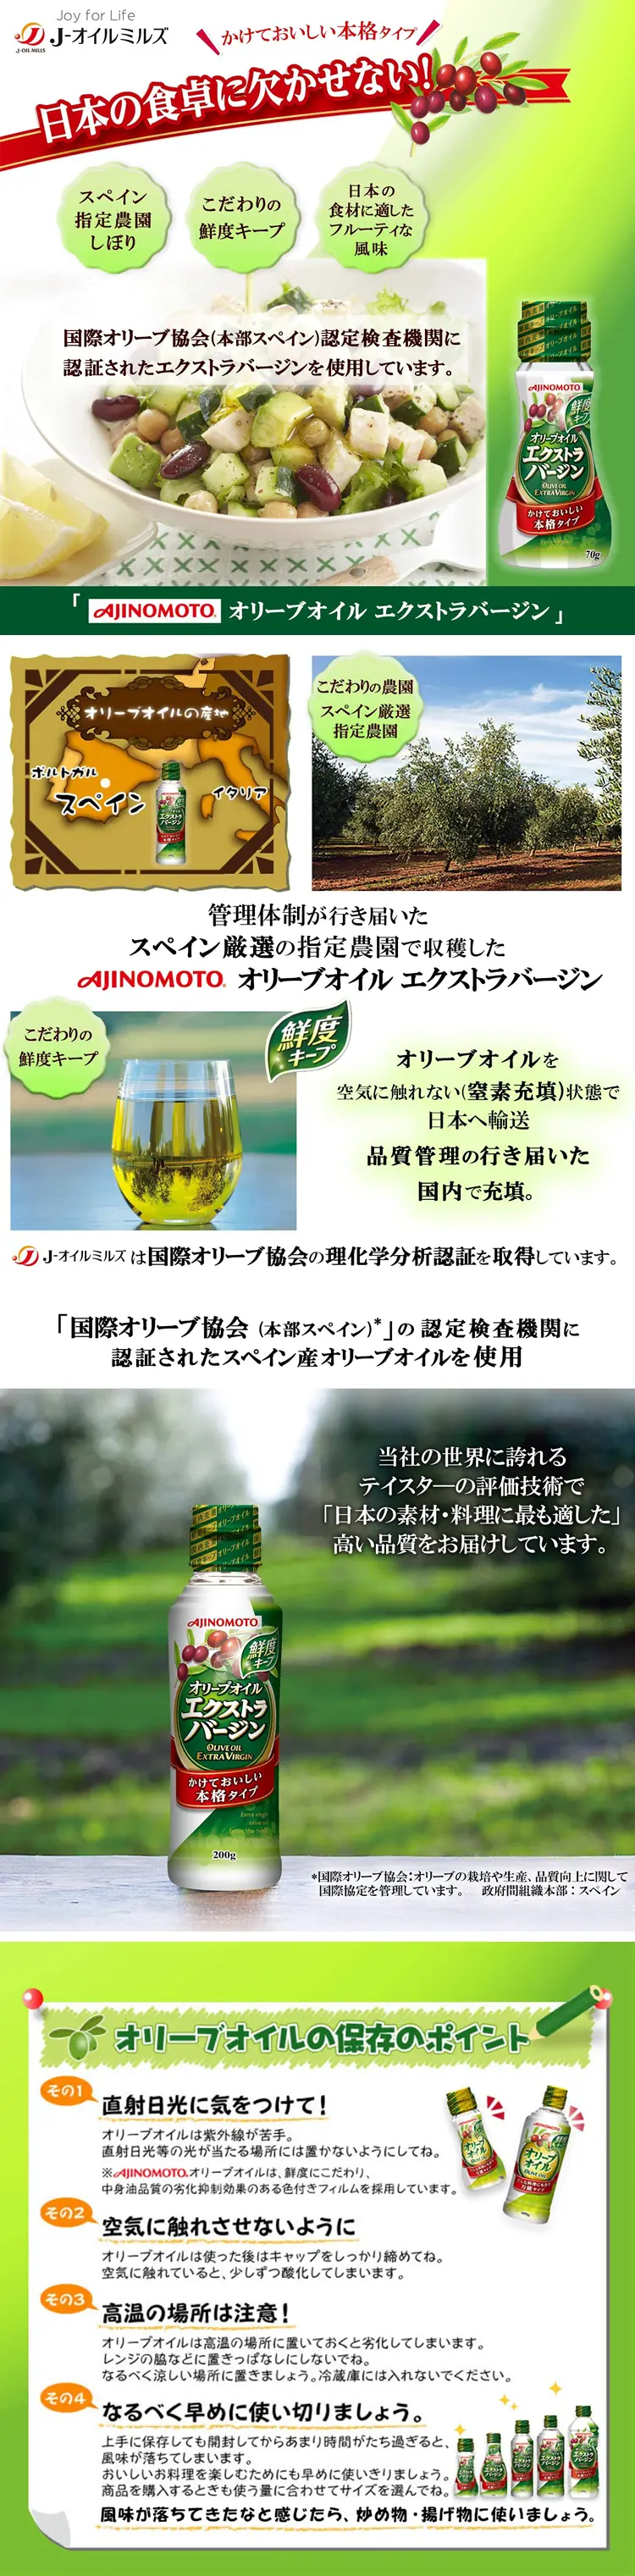 Joy for Life
J-オイルミルズ
J-OIL MILLS
かけておいしい本格タイプ
日本の食卓に欠かせない!
スペイン
指定農園
しぼり
こだわりの
鮮度キープ
日本の
食材に適した
フルーティな
風味
国際オリーブ協会(本部スペイン)認定検査機関に
認証されたエクストラバージンを使用しています。
AJINOMOTO
鮮度
キープ
オリーブオイル
エクストラ
バージン
OLIVE OIL
EXTRA VIRGIN
かけておいしい
本格タイプ
70g
「AJINOMOTO. オリーブオイル エクストラバージン」
オリーブオイルの産地
ポルトガル
スペイン
イタリア
こだわりの農園
スペイン厳選
指定農園
管理体制が行き届いた
スペイン厳選の指定農園で収穫した
AJINOMOTO. オリーブオイル エクストラバージン
こだわりの
鮮度キープ
鮮度
キープ
オリーブオイルを
空気に触れない(窒素充填)状態で
日本へ輸送
品質管理の行き届いた
国内で充填。
J-オイルミルズは国際オリーブ協会の理化学分析認証を取得しています。
「国際オリーブ協会 (本部スペイン)*」の 認定検査機関に
認証されたスペイン産オリーブオイルを使用
当社の世界に誇れる
テイスターの評価技術で
「日本の素材・料理に最も適した」
高い品質をお届けしています。
AJINOMOTO
鮮度
キープ
オリーブオイル
エクストラ
バージン
OLIVE OIL
EXTRA VIRGIN
かけておいしい
本格タイプ
200g
*国際オリーブ協会:オリーブの栽培や生産、品質向上に関して
国際協定を管理しています。 政府間組織本部:スペイン
オリーブオイルの保存のポイント
その1
直射日光に気をつけて!
オリーブオイルは紫外線が苦手。
直射日光等の光が当たる場所には置かないようにしてね。
※AJINOMOTO.オリーブオイルは、鮮度にこだわり、
中身油品質の劣化抑制効果のある色付きフィルムを採用しています。
その2
空気に触れさせないように
オリーブオイルは使った後はキャップをしっかり締めてね。
空気に触れていると、少しずつ酸化してしまいます。
その3
高温の場所は注意!
オリーブオイルは高温の場所に置いておくと劣化してしまいます。
レンジの脇などに置きっぱなしにしないでね。
なるべく涼しい場所に置きましょう。冷蔵庫には入れないでください。
その4
なるべく早めに使い切りましょう。
上手に保存しても開封してからあまり時間がたち過ぎると、
風味が落ちてしまいます。
おいしいお料理を楽しむためにも早めに使いきりましょう。
商品を購入するときも使う量に合わせてサイズを選んでね。
風味が落ちてきたなと感じたら、炒め物・揚げ物に使いましょう。